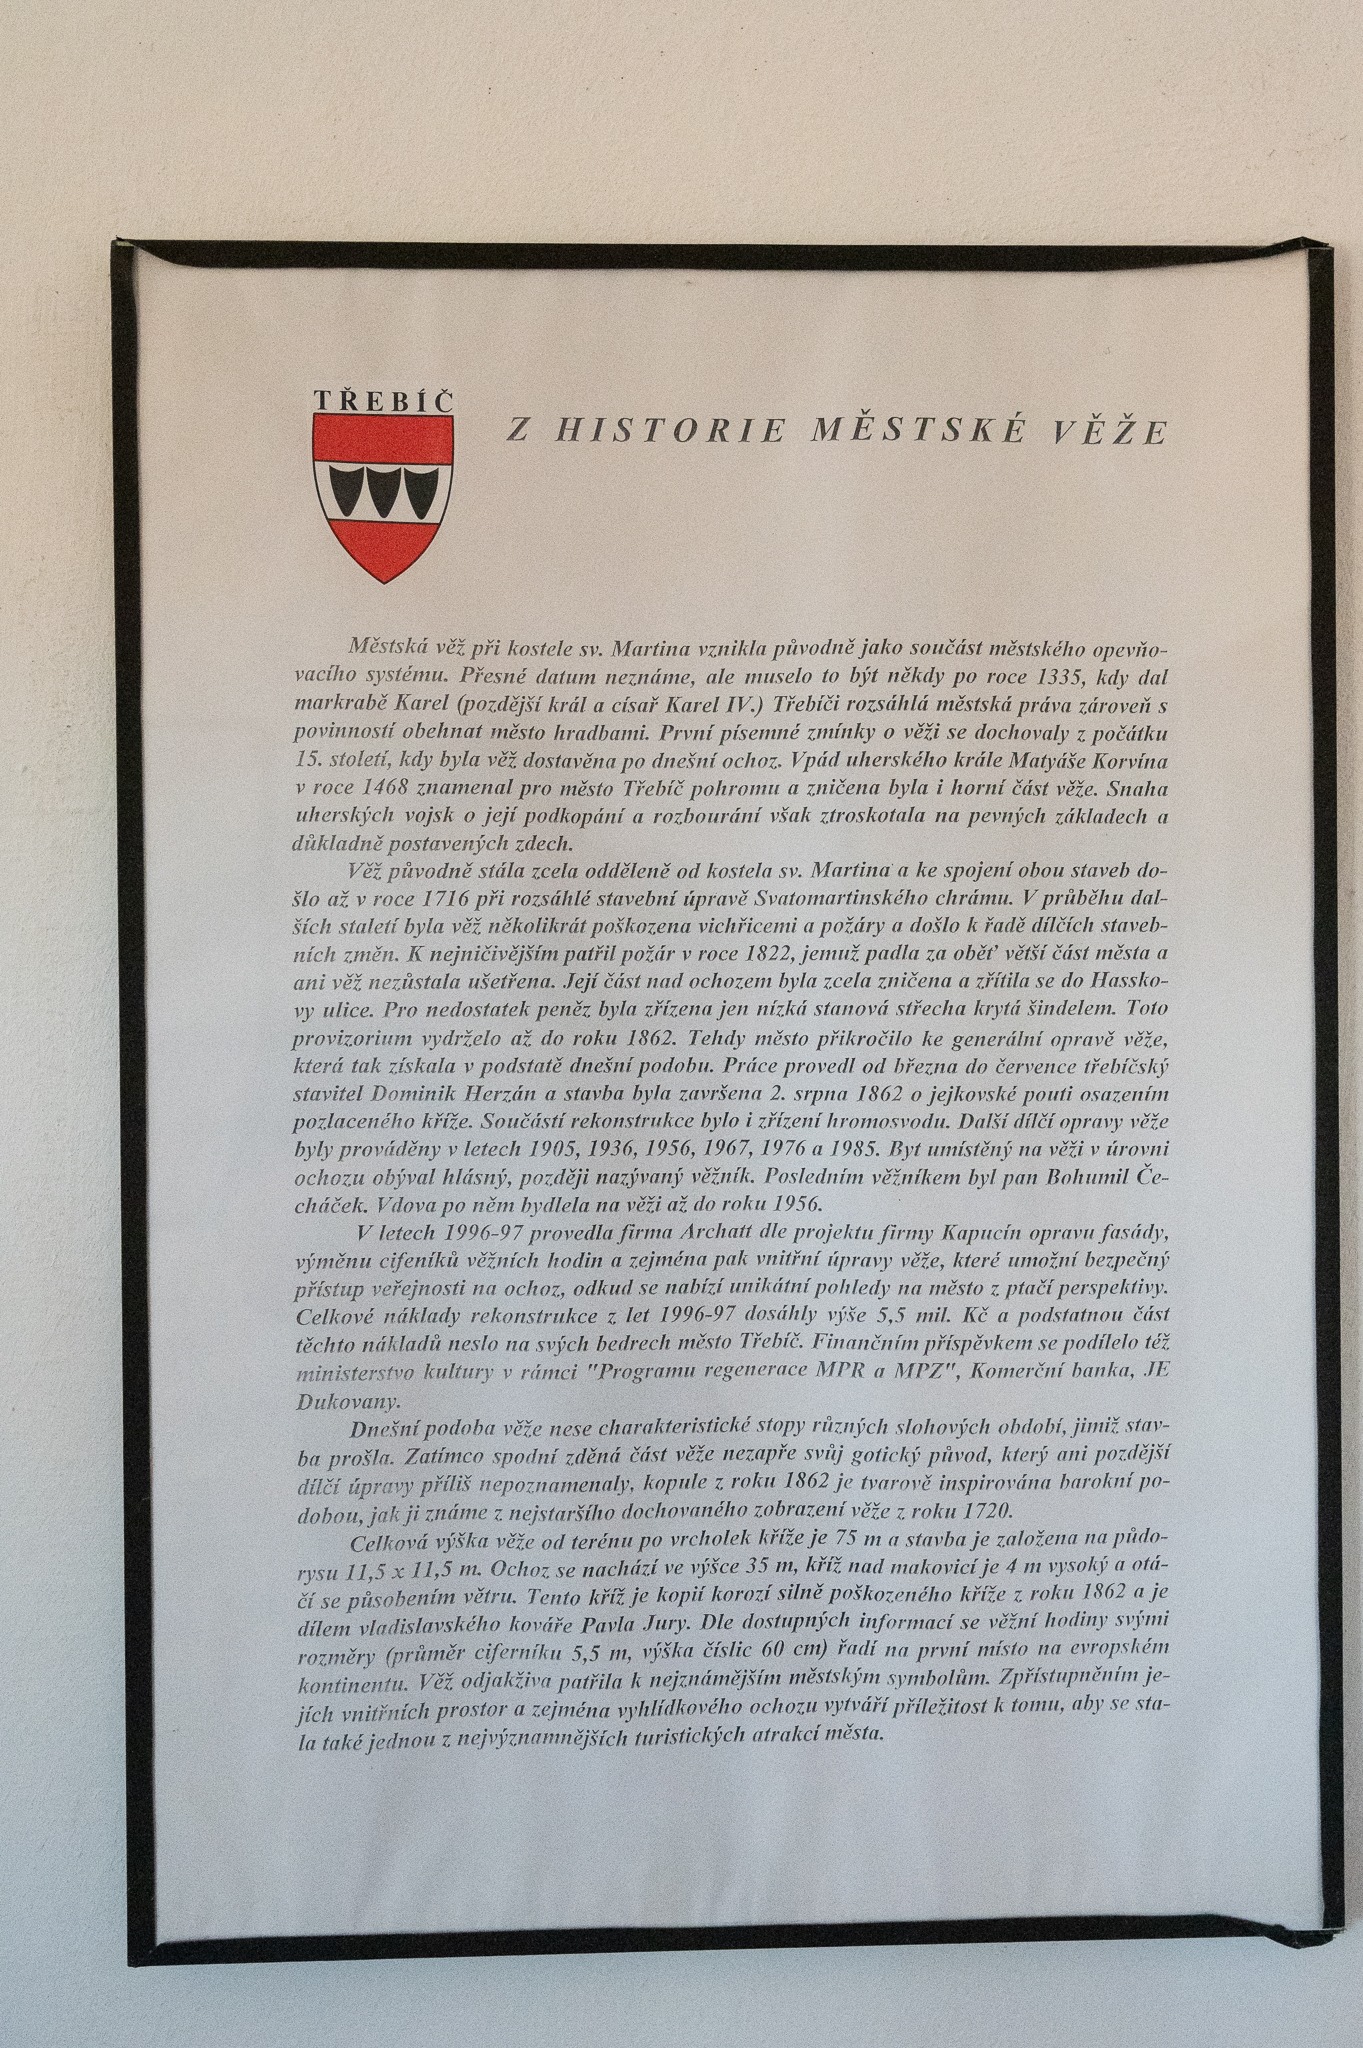 TŘEBÍČ
Z HISTORIE MĚSTSKÉ VĚŽE
Městská věž při kostele sv. Martina vznikla původně jako součást městského opevňo-
vacího systému. Přesné datum neznáme, ale muselo to být někdy po roce 1335, kdy dal
markrabě Karel (pozdější král a císař Karel IV.) Třebíči rozsáhlá městská práva zároveň s
povinností obehnat město hradbami. První písemné zmínky o věži se dochovaly z počátku
15. století, kdy byla věž dostavěna po dnešní ochoz. Vpád uherského krále Matyáše Korvína
v roce 1468 znamenal pro město Třebíč pohromu a zničena byla i horní část věže. Snaha
uherských vojsk o její podkopání a rozbourání však ztroskotala na pevných základech a
důkladně postavených zdech.
Věž původně stála zcela odděleně od kostela sv. Martina a ke spojení obou staveb do-
šlo až v roce 1716 při rozsáhlé stavební úpravě Svatomartinského chrámu. V průběhu dal-
ších staletí byla věž několikrát poškozena vichřicemi a požáry a došlo k řadě dílčích staveb-
ních změn. K nejničivějším patřil požár v roce 1822, jemuž padla za oběť větší část města a
ani věž nezůstala ušetřena. Její část nad ochozem byla zcela zničena a zřítila se do Hassko-
vy ulice. Pro nedostatek peněz byla zřízena jen nízká stanová střecha krytá šindelem. Toto
provizorium vydrželo až do roku 1862. Tehdy město přikročilo ke generální opravě věže,
která tak získala v podstatě dnešní podobu. Práce provedl od března do července třebíčský
stavitel Dominik Herzán a stavba byla završena 2. srpna 1862 o jejkovské pouti osazením
pozlaceného kříže. Součástí rekonstrukce bylo i zřízení hromosvodu. Další dílčí opravy věže
byly prováděny v letech 1905, 1936, 1956, 1967, 1976 a 1985. Byt umístěný na věži v úrovni
ochozu obýval hlásný, později nazývaný věžník. Posledním věžníkem byl pan Bohumil Če-
cháček. Vdova po něm bydlela na věži až do roku 1956.
V letech 1996-97 provedla firma Archatt dle projektu firmy Kapucín opravu fasády,
výměnu cifeníků věžních hodin a zejména pak vnitřní úpravy věže, které umožní bezpečný
přístup veřejnosti na ochoz, odkud se nabízí unikátní pohledy na město z ptačí perspektivy.
Celkové náklady rekonstrukce z let 1996-97 dosáhly výše 5,5 mil. Kč a podstatnou část
těchto nákladů neslo na svých bedrech město Třebíč. Finančním příspěvkem se podílelo též
ministerstvo kultury v rámci "Programu regenerace MPR a MPZ", Komerční banka, JE
Dukovany.
Dnešní podoba věže nese charakteristické stopy různých slohových období, jimiž stav-
ba prošla. Zatímco spodní zděná část věže nezapře svůj gotický původ, který ani pozdější
dílčí úpravy příliš nepoznamenaly, kopule z roku 1862 je tvarově inspirována barokní po-
dobou, jak ji známe z nejstaršího dochovaného zobrazení věže z roku 1720.
Celková výška věže od terénu po vrcholek kříže je 75 m a stavba je založena na půdo-
rysu 11,5 x 11,5 m. Ochoz se nachází ve výšce 35 m, kříž nad makovicí je 4 m vysoký a otá-
čí se působením větru. Tento kříž je kopií korozí silně poškozeného kříže z roku 1862 a je
dílem vladislavského kováře Pavla Jury. Dle dostupných informací se věžní hodiny svými
rozměry (průměr ciferníku 5,5 m, výška číslic 60 cm) řadí na první místo na evropském
kontinentu. Věž odjakživa patřila k nejznámějším městským symbolům. Zpřístupněním je-
jích vnitřních prostor a zejména vyhlídkového ochozu vytváří příležitost k tomu, aby se sta-
la také jednou z nejvýznamnějších turistických atrakcí města.